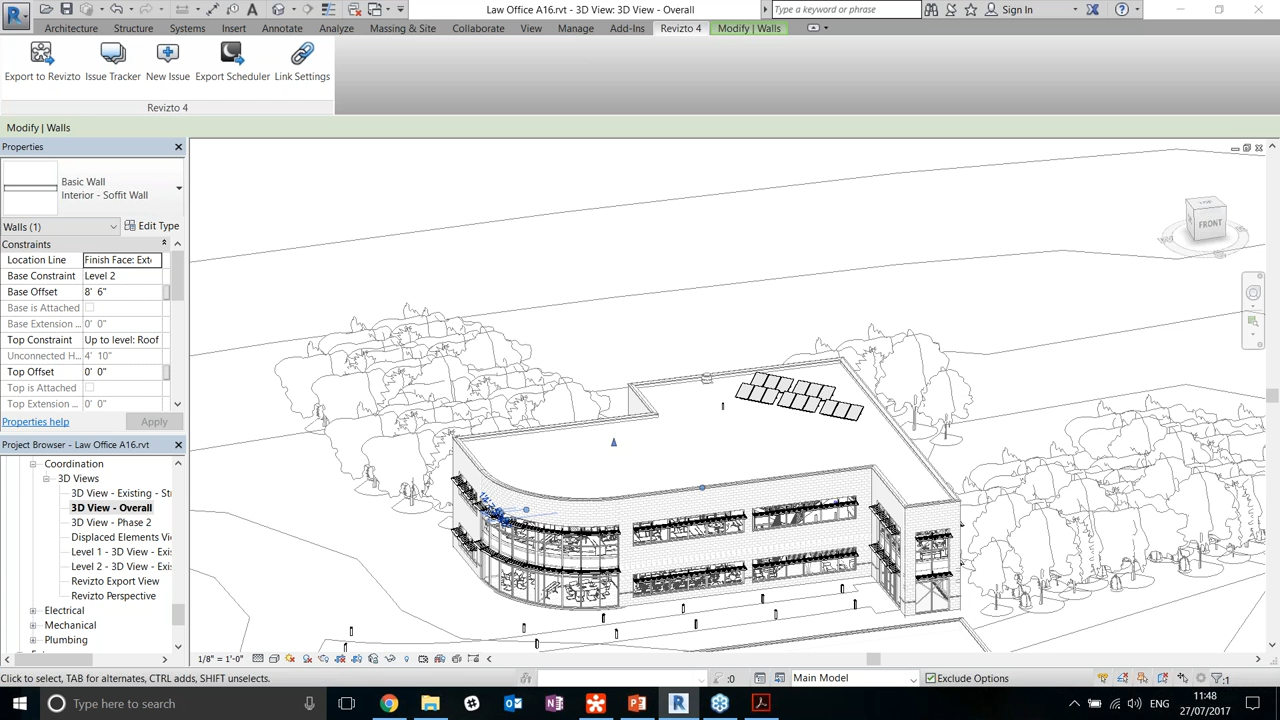 Law Office A16.rvt - 3D View: 3D View - Overall
Type a keyword or phrase
Sign In
Architecture Structure Systems Insert Annotate Analyze Massing & Site Collaborate View Manage Add-Ins Revizto 4 Modify | Walls
Export to Revizto Issue Tracker New Issue Export Scheduler Link Settings
Revizto 4
Modify | Walls
Properties
Basic Wall
Interior - Soffit Wall
Walls (1)
Edit Type
Constraints
Location Line Finish Face: Ext
Base Constraint Level 2
Base Offset 8' 6"
Base is Attached
Base Extension ... 0' 0"
Top Constraint Up to level: Roof
Unconnected H... 4' 10"
Top Offset 0' 0"
Top is Attached
Top Extension ... 0' 0"
Properties help
Apply
Project Browser - Law Office A16.rvt
Coordination
3D Views
3D View - Existing - Str
3D View - Overall
3D View - Phase 2
Displaced Elements Vi
Level 1 - 3D View - Exis
Level 2 - 3D View - Exis
Revizto Export View
Revizto Perspective
Electrical
Mechanical
Plumbing
FRONT
1/8" = 1'-0"
Click to select, TAB for alternates, CTRL adds, SHIFT unselects.
:0
Main Model
Exclude Options
:1
Type here to search
11:48
27/07/2017